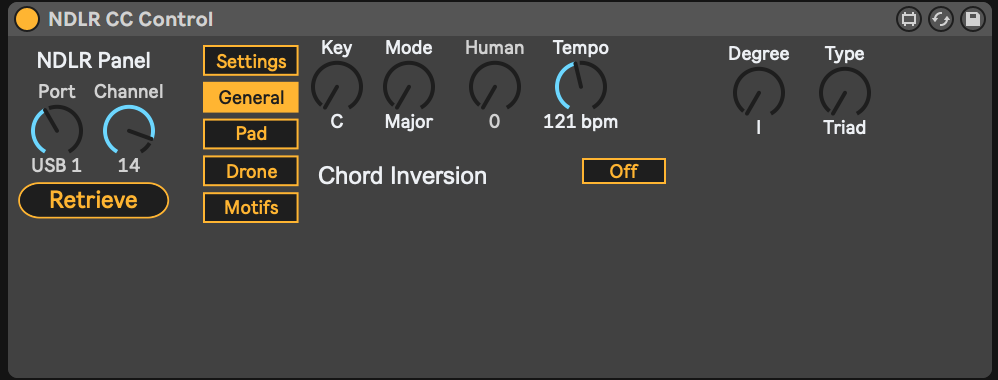 NDLR CC Control
NDLR Panel
Port Channel
USB 1 14
Retrieve
Settings
General
Pad
Drone
Motifs
Key Mode Human Tempo
C Major 0 121 bpm
Degree Type
I Triad
Chord Inversion Off